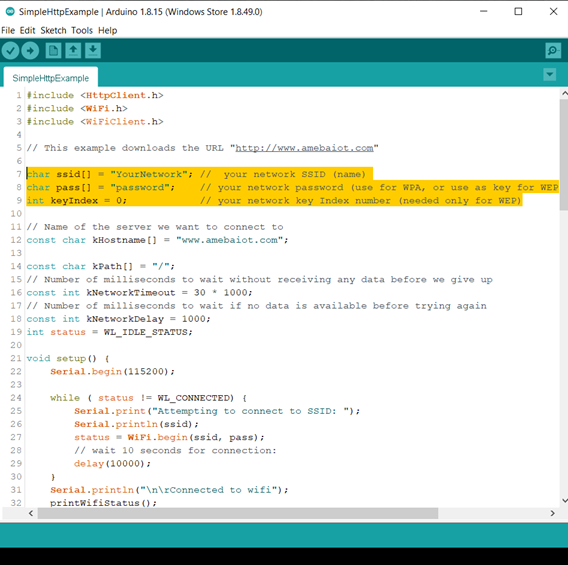 SimpleHttpExample | Arduino 1.8.15 (Windows Store 1.8.49.0)
File Edit Sketch Tools Help
SimpleHttpExample
1 #include <HttpClient.h>
2 #include <WiFi.h>
3 #include <WiFiClient.h>
4
5 // This example downloads the URL "http://www.amebaiot.com"
6
7 char ssid[] = "YourNetwork"; //  your network SSID (name)
8 char pass[] = "password";    // your network password (use for WPA, or use as key for WEP
9 int keyIndex = 0;            // your network key Index number (needed only for WEP)
10
11 // Name of the server we want to connect to
12 const char kHostname[] = "www.amebaiot.com";
13
14 const char kPath[] = "/";
15 // Number of milliseconds to wait without receiving any data before we give up
16 const int kNetworkTimeout = 30 * 1000;
17 // Number of milliseconds to wait if no data is available before trying again
18 const int kNetworkDelay = 1000;
19 int status = WL_IDLE_STATUS;
20
21 void setup() {
22     Serial.begin(115200);
23
24     while ( status != WL_CONNECTED) {
25         Serial.print("Attempting to connect to SSID: ");
26         Serial.println(ssid);
27         status = WiFi.begin(ssid, pass);
28         // wait 10 seconds for connection:
29         delay(10000);
30     }
31     Serial.println("\n\rConnected to wifi");
32     printWifiStatus();